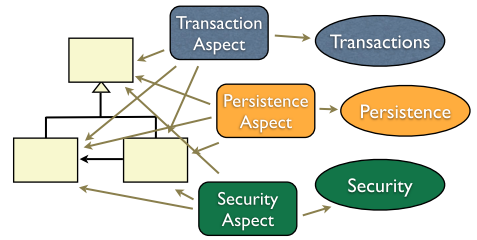 Transaction
Aspect
Transactions
Persistence
Aspect
Persistence
Security
Aspect
Security